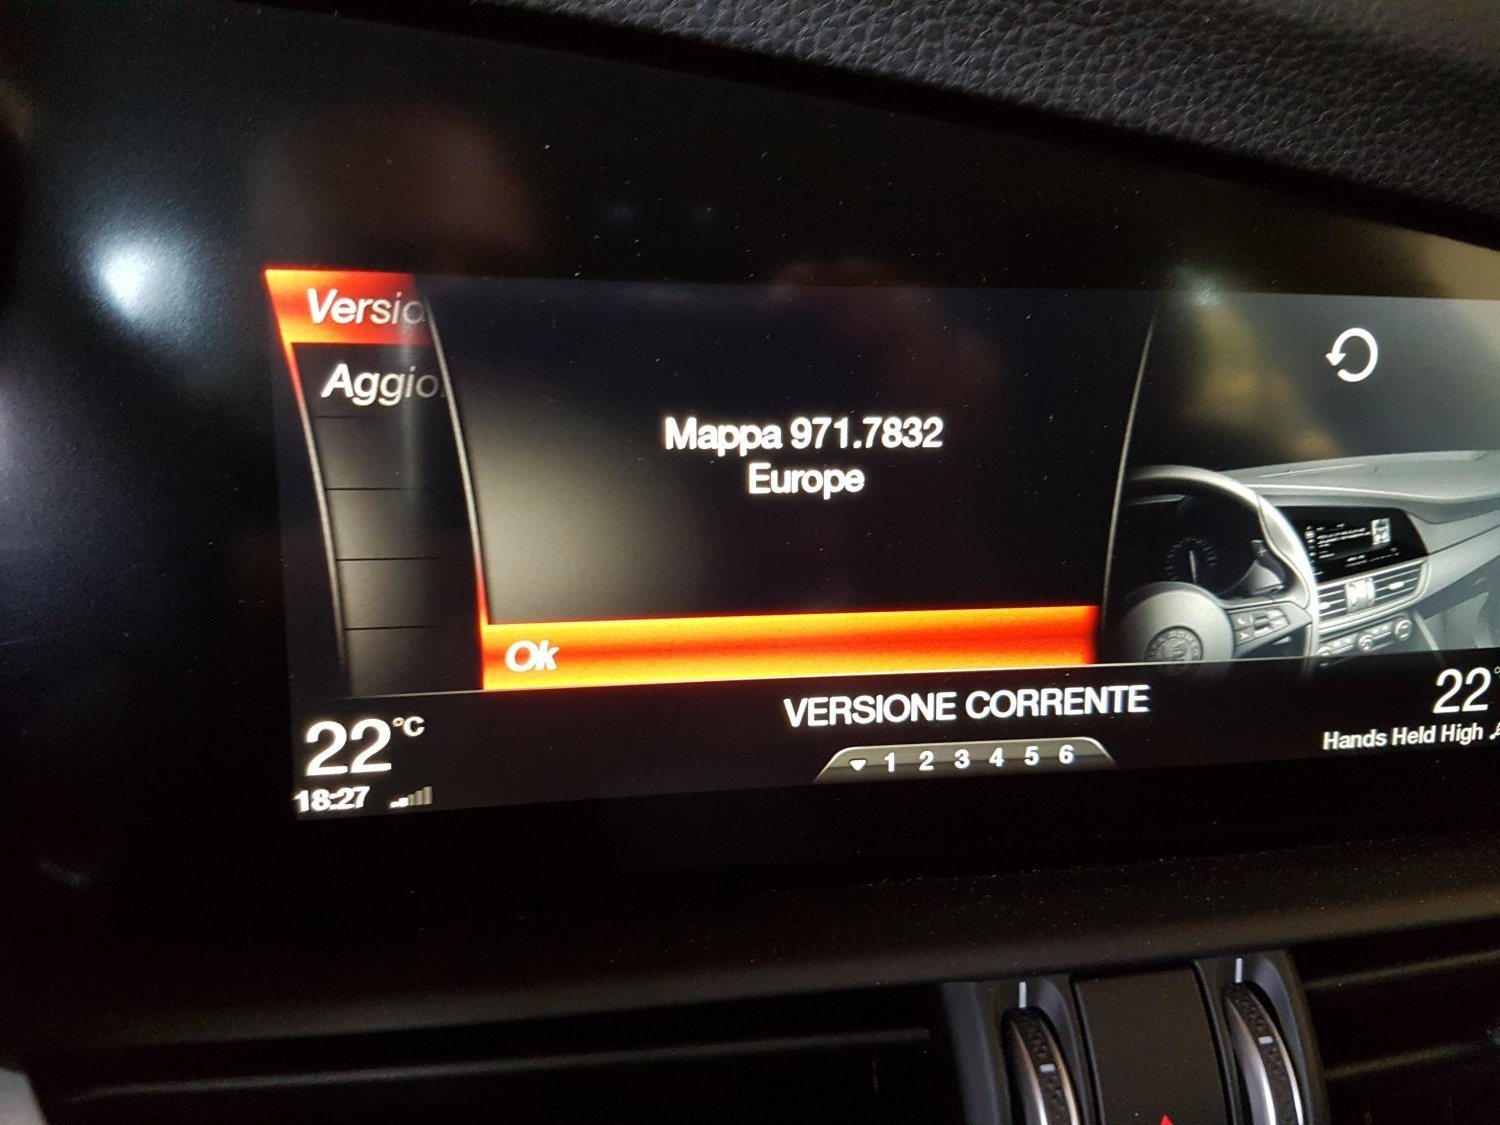 Versio
Aggio
Mappa 971.7832
Europe
Ok
VERSIONE CORRENTE
22°C
22°
Hands Held High
18:27
1 2 3 4 5 6